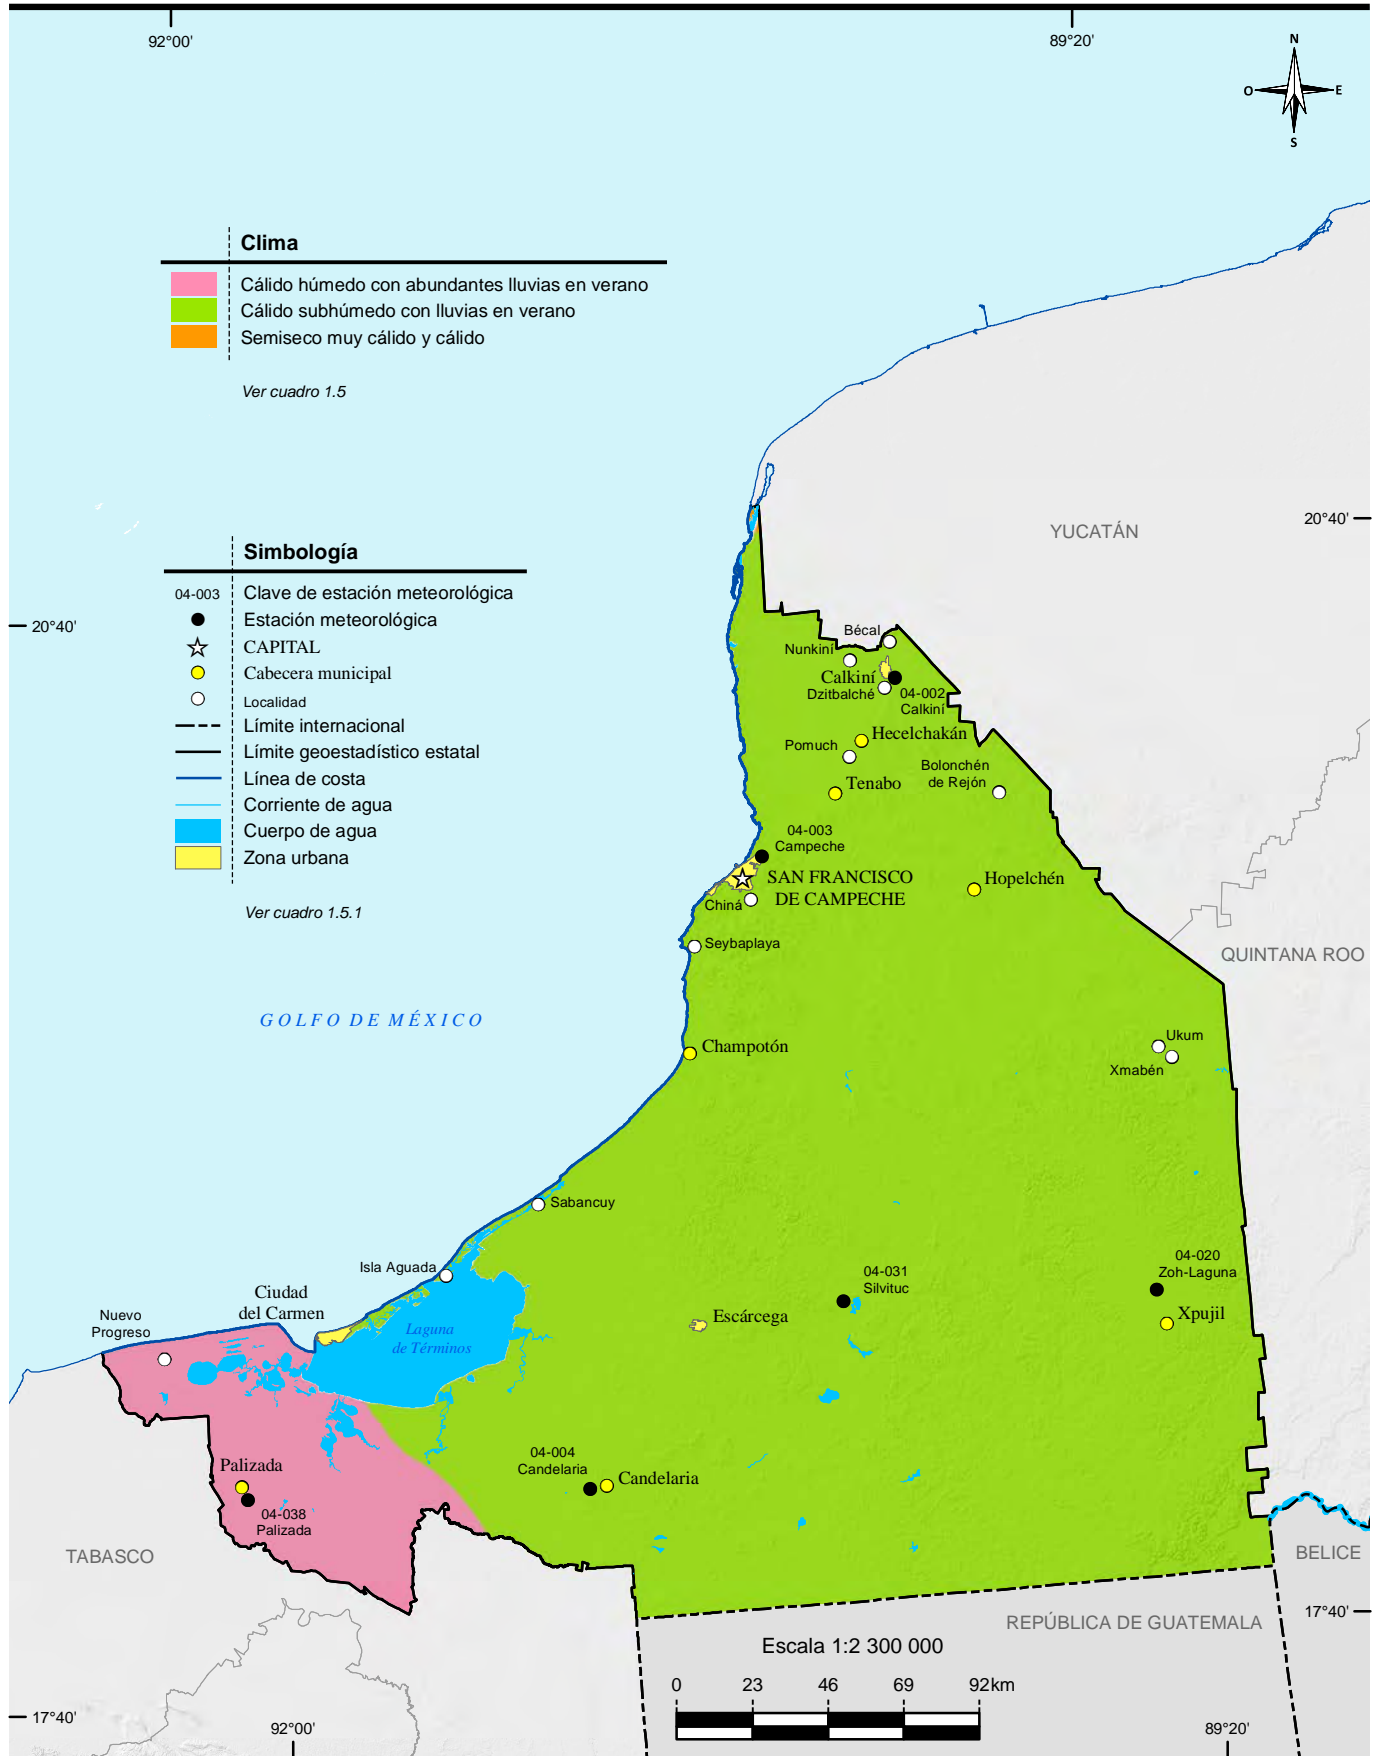 92°00'
89°20'
N
O
E
S
Clima
Cálido húmedo con abundantes lluvias en verano
Cálido subhúmedo con lluvias en verano
Semiseco muy cálido y cálido
Ver cuadro 1.5
YUCATÁN
20°40'
Simbología
04-003 Clave de estación meteorológica
Estación meteorológica
CAPITAL
Cabecera municipal
Localidad
Límite internacional
Límite geoestadístico estatal
Línea de costa
Corriente de agua
Cuerpo de agua
Zona urbana
Ver cuadro 1.5.1
20°40'
Bécal
Nunkiní
Calkiní
Dzitbalché
04-002
Calkiní
Hecelchakán
Pomuch
Bolonchén
de Rejón
Tenabo
04-003
Campeche
SAN FRANCISCO
DE CAMPECHE
Hopelchén
Chiná
Seybaplaya
QUINTANA ROO
GOLFO DE MÉXICO
Champotón
Ukum
Xmabén
Sabancuy
Isla Aguada
04-031
Silvituc
04-020
Zoh-Laguna
Ciudad
del Carmen
Nuevo
Progreso
Laguna
de Términos
Escárcega
Xpujil
04-004
Candelaria
Candelaria
Palizada
04-038
Palizada
TABASCO
BELICE
REPÚBLICA DE GUATEMALA
17°40'
Escala 1:2 300 000
0 23 46 69 92km
17°40'
92°00'
89°20'